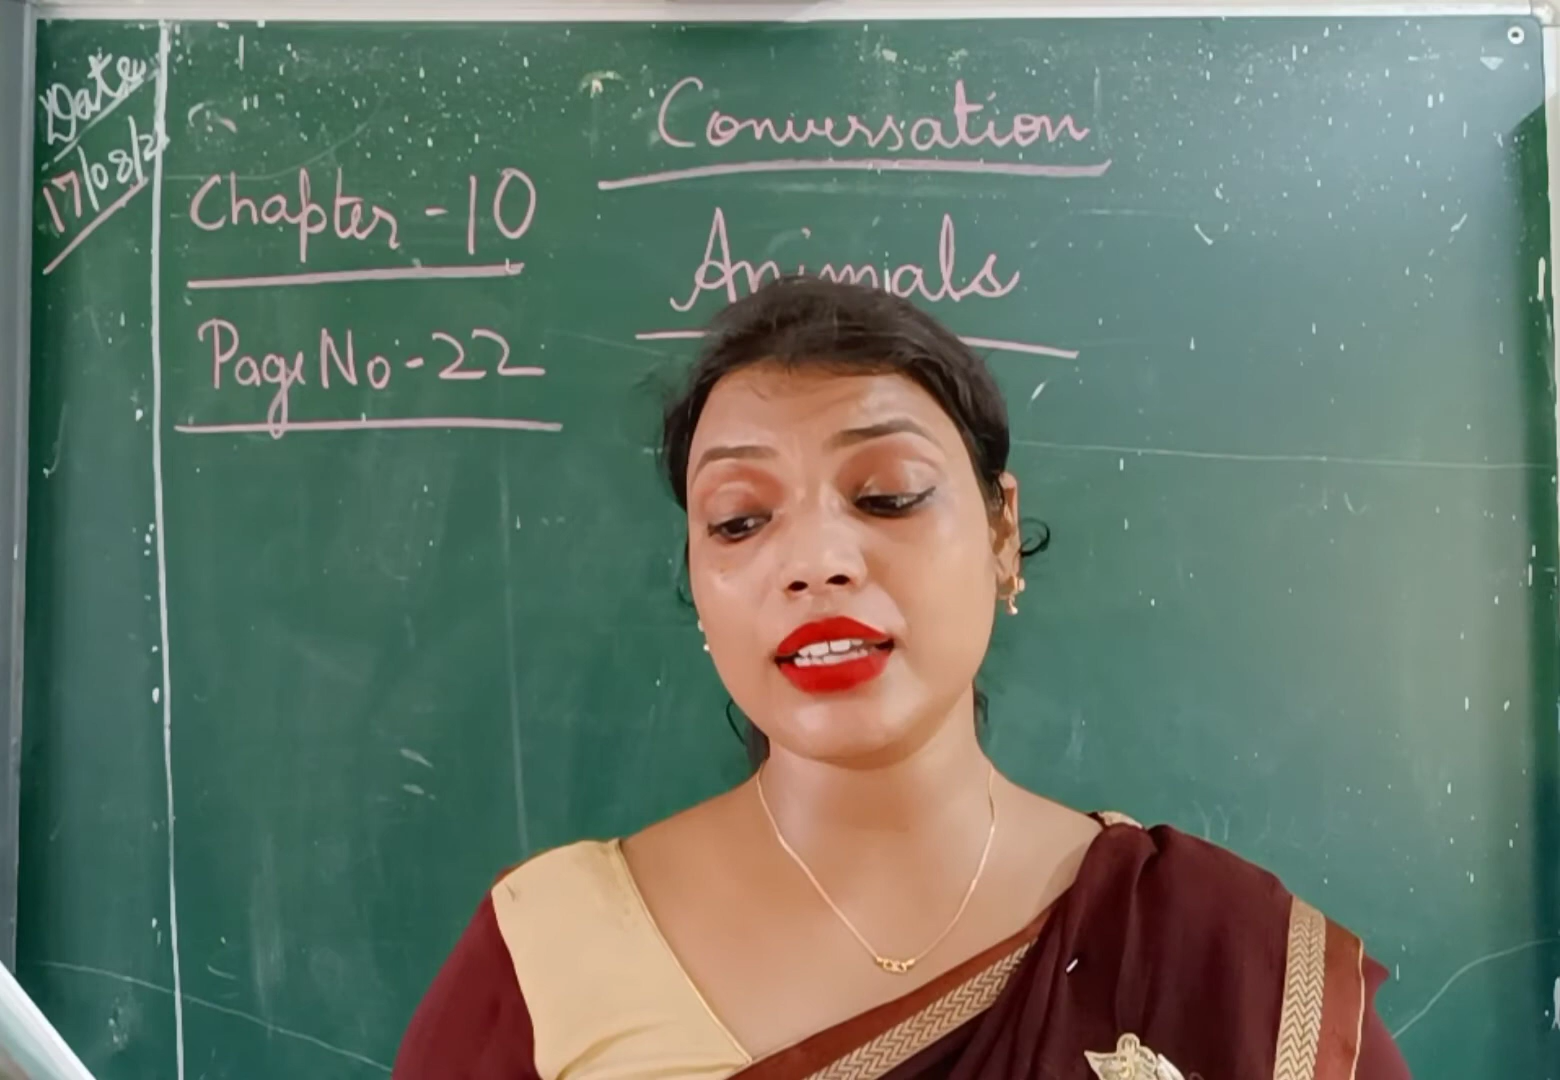 Date
17/08/2
Conversation
Chapter - 10
Animals
Page No - 22